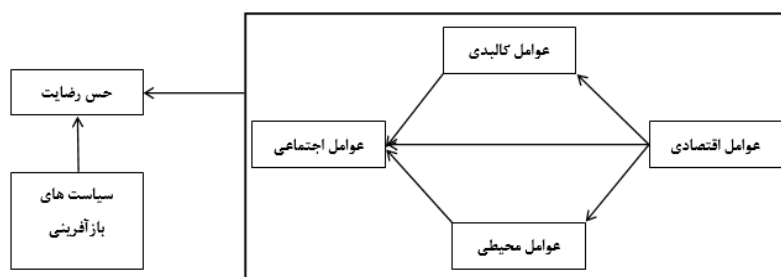 عوامل کالبدی
حس رضایت
عوامل اقتصادی
عوامل اجتماعی
سیاست های
بازآفرینی
عوامل محیطی